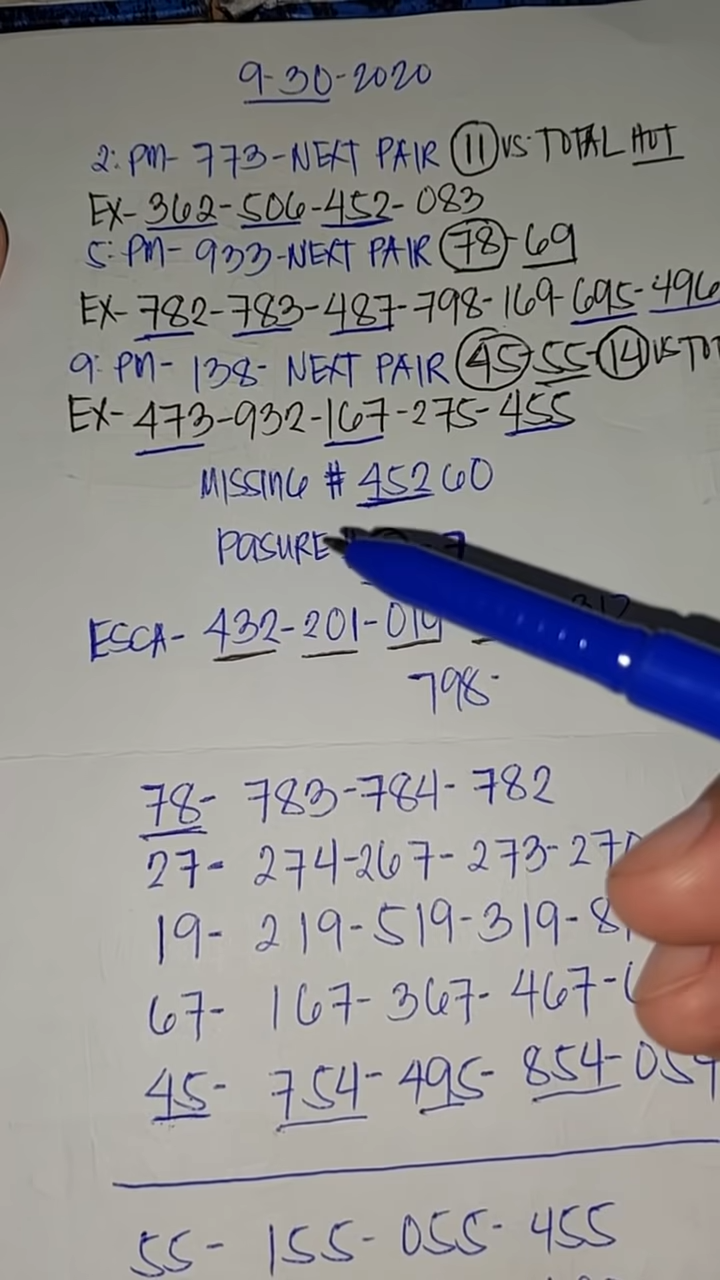 9-30-2020
2:PM- 773-NEXT PAIR 11 VS TOTAL HOT
EX- 362-506-452-083
5:PM- 933-NEXT PAIR 78-69
EX- 782-783-487-798-169-695-496
9:PM- 138- NEXT PAIR 45-55-14 VS
EX- 473-932-167-275-455
MISSING # 45260
PASURE 7
ESCA- 432-201-019
798-
78- 783-784-782
27- 274-267-273-270
19- 219-519-319-
67- 167-367-467-
45- 754-495-854-054
55- 155-055-455